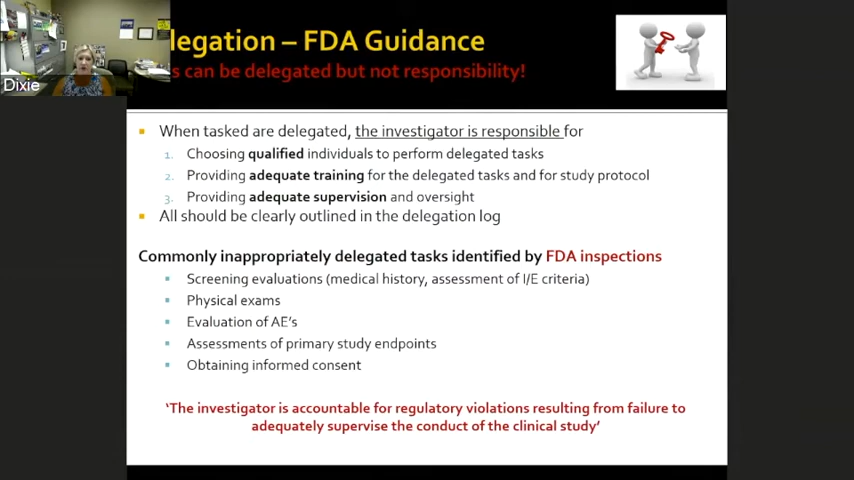 legation – FDA Guidance
s can be delegated but not responsibility!
Dixie
When tasked are delegated, the investigator is responsible for
1. Choosing qualified individuals to perform delegated tasks
2. Providing adequate training for the delegated tasks and for study protocol
3. Providing adequate supervision and oversight
All should be clearly outlined in the delegation log
Commonly inappropriately delegated tasks identified by FDA inspections
Screening evaluations (medical history, assessment of I/E criteria)
Physical exams
Evaluation of AE's
Assessments of primary study endpoints
Obtaining informed consent
‘The investigator is accountable for regulatory violations resulting from failure to
adequately supervise the conduct of the clinical study’